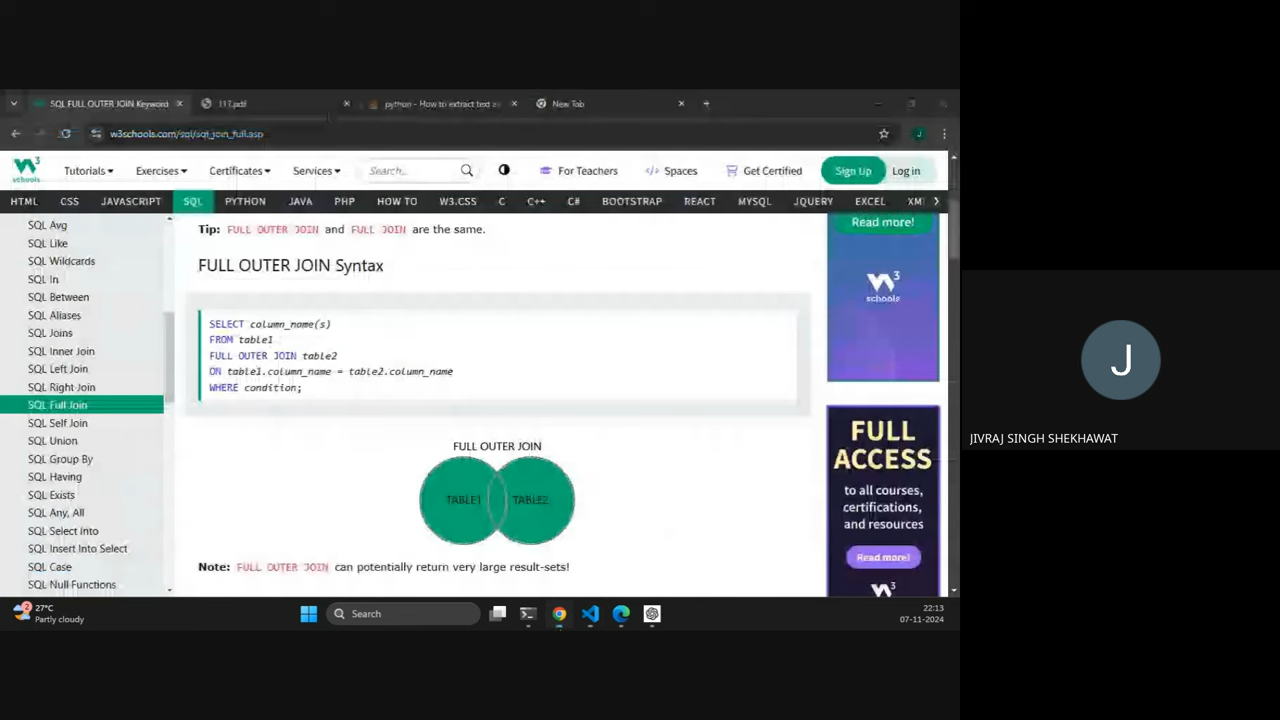 SQL FULL OUTER JOIN Keyword
117.pdf
python - How to extract text a
New Tab
w3schools.com/sql/sql_join_full.asp
J
W3 schools
Tutorials
Exercises
Certificates
Services
Search...
For Teachers
Spaces
Get Certified
Sign Up
Log in
HTML CSS JAVASCRIPT SQL PYTHON JAVA PHP HOW TO W3.CSS C C++ C# BOOTSTRAP REACT MYSQL JQUERY EXCEL XM
SQL Avg
SQL Like
SQL Wildcards
SQL In
SQL Between
SQL Aliases
SQL Joins
SQL Inner Join
SQL Left Join
SQL Right Join
SQL Full Join
SQL Self Join
SQL Union
SQL Group By
SQL Having
SQL Exists
SQL Any, All
SQL Select Into
SQL Insert Into Select
SQL Case
SQL Null Functions
Tip: FULL OUTER JOIN and FULL JOIN are the same.
FULL OUTER JOIN Syntax
SELECT column_name(s)
FROM table1
FULL OUTER JOIN table2
ON table1.column_name = table2.column_name
WHERE condition;
FULL OUTER JOIN
TABLE1 TABLE2
Note: FULL OUTER JOIN can potentially return very large result-sets!
Read more!
W3
schools
FULL
ACCESS
to all courses,
certifications,
and resources
Read more!
W3
2
27°C
Partly cloudy
Search
22:13
07-11-2024
J
JIVRAJ SINGH SHEKHAWAT